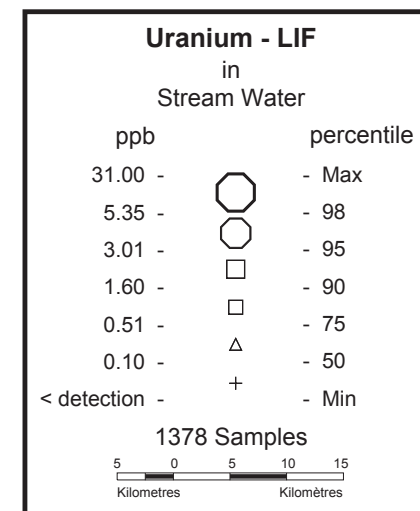 Uranium - LIF
in
Stream Water
ppb percentile
31.00 - - Max
5.35 - - 98
3.01 - - 95
1.60 - - 90
0.51 - - 75
0.10 - - 50
< detection - - Min
1378 Samples
5 0 5 10 15
Kilometres Kilomètres